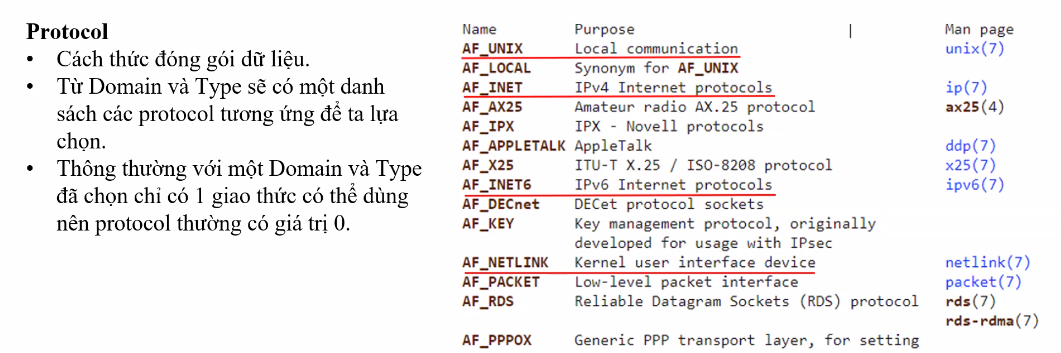 Protocol
• Cách thức đóng gói dữ liệu.
• Từ Domain và Type sẽ có một danh
sách các protocol tương ứng để ta lựa
chọn.
• Thông thường với một Domain và Type
đã chọn chỉ có 1 giao thức có thể dùng
nên protocol thường có giá trị 0.
Name Purpose | Man page
AF_UNIX Local communication unix(7)
AF_LOCAL Synonym for AF_UNIX
AF_INET IPv4 Internet protocols ip(7)
AF_AX25 Amateur radio AX.25 protocol ax25(4)
AF_IPX IPX - Novell protocols
AF_APPLETALK AppleTalk ddp(7)
AF_X25 ITU-T X.25 / ISO-8208 protocol x25(7)
AF_INET6 IPv6 Internet protocols ipv6(7)
AF_DECnet DECet protocol sockets
AF_KEY Key management protocol, originally
developed for usage with IPsec
AF_NETLINK Kernel user interface device netlink(7)
AF_PACKET Low-level packet interface packet(7)
AF_RDS Reliable Datagram Sockets (RDS) protocol rds(7)
rds-rdma(7)
AF_PPPOX Generic PPP transport layer, for setting